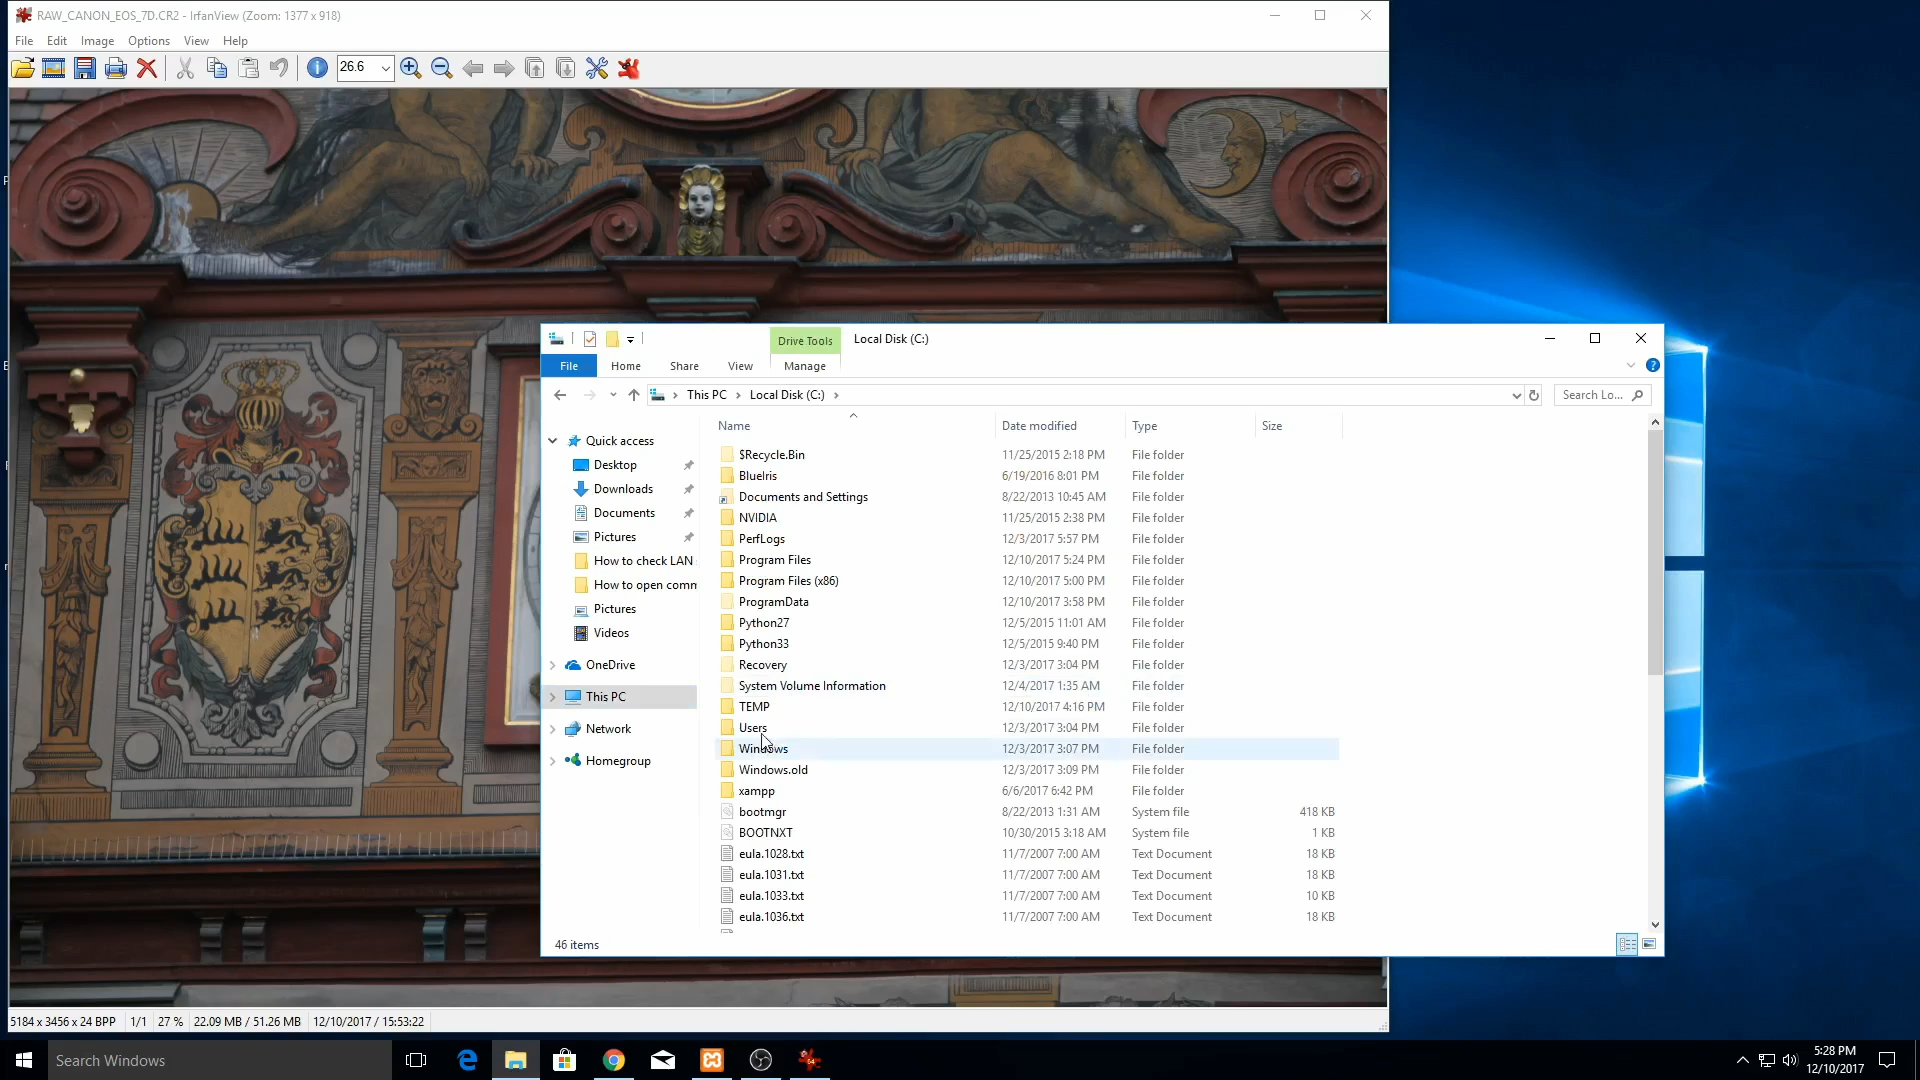 RAW_CANON_EOS_7D.CR2 - IrfanView (Zoom: 1377 x 918)
File Edit Image Options View Help
26.6
Drive Tools
Local Disk (C:)
File Home Share View Manage
This PC Local Disk (C:)
Search Lo...
Name Date modified Type Size
Quick access
Desktop
Downloads
Documents
Pictures
How to check LAN
How to open comm
Pictures
Videos
OneDrive
This PC
Network
Homegroup
$Recycle.Bin 11/25/2015 2:18 PM File folder
BlueIris 6/19/2016 8:01 PM File folder
Documents and Settings 8/22/2013 10:45 AM File folder
NVIDIA 11/25/2015 2:38 PM File folder
PerfLogs 12/3/2017 5:57 PM File folder
Program Files 12/10/2017 5:24 PM File folder
Program Files (x86) 12/10/2017 5:00 PM File folder
ProgramData 12/10/2017 3:58 PM File folder
Python27 12/5/2015 11:01 AM File folder
Python33 12/5/2015 9:40 PM File folder
Recovery 12/3/2017 3:04 PM File folder
System Volume Information 12/4/2017 1:35 AM File folder
TEMP 12/10/2017 4:16 PM File folder
Users 12/3/2017 3:04 PM File folder
Windows 12/3/2017 3:07 PM File folder
Windows.old 12/3/2017 3:09 PM File folder
xampp 6/6/2017 6:42 PM File folder
bootmgr 8/22/2013 1:31 AM System file 418 KB
BOOTNXT 10/30/2015 3:18 AM System file 1 KB
eula.1028.txt 11/7/2007 7:00 AM Text Document 18 KB
eula.1031.txt 11/7/2007 7:00 AM Text Document 18 KB
eula.1033.txt 11/7/2007 7:00 AM Text Document 10 KB
eula.1036.txt 11/7/2007 7:00 AM Text Document 18 KB
46 items
5184 x 3456 x 24 BPP 1/1 27 % 22.09 MB / 51.26 MB 12/10/2017 / 15:53:22
Search Windows
5:28 PM
12/10/2017